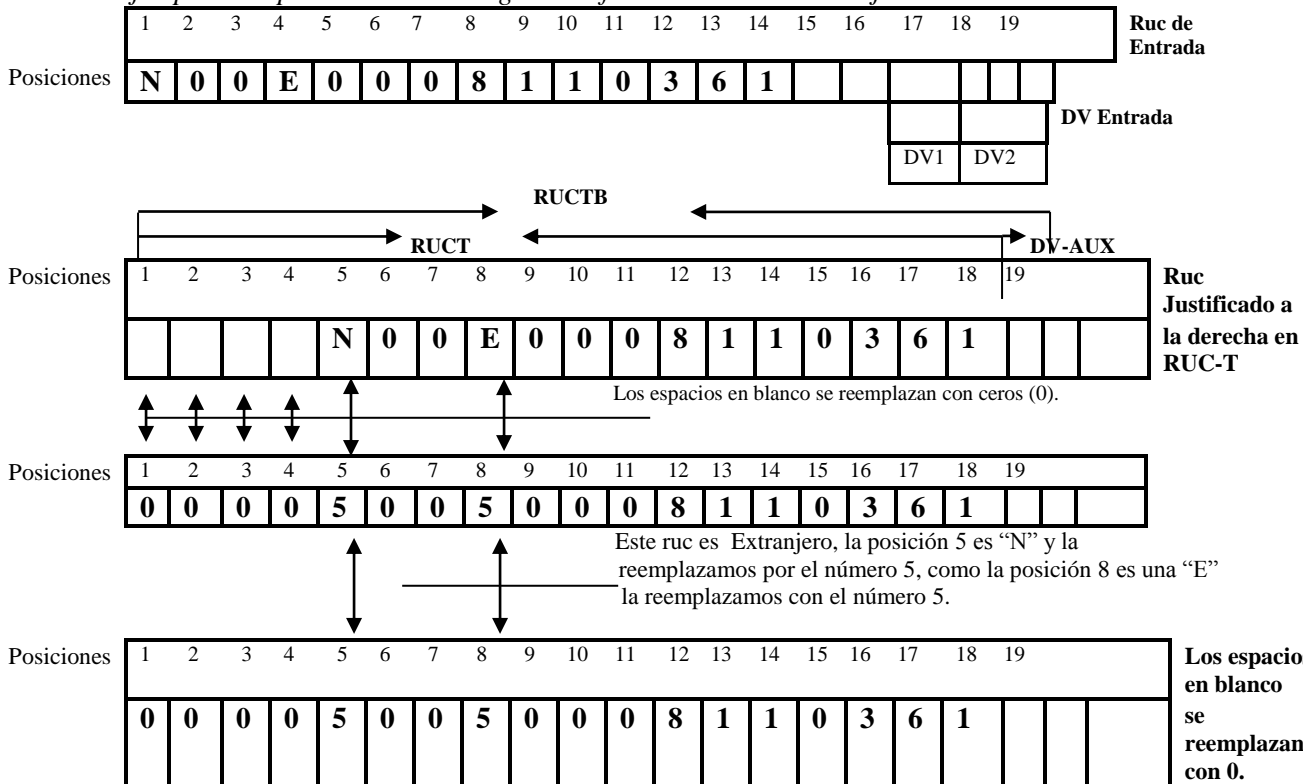 1 2 3 4 5 6 7 8 9 10 11 12 13 14 15 16 17 18 19 Ruc de
Entrada
Posiciones N 0 0 E 0 0 0 8 1 1 0 3 6 1
DV Entrada
DV1 DV2
RUCTB
RUCT DV-AUX
Posiciones 1 2 3 4 5 6 7 8 9 10 11 12 13 14 15 16 17 18 19 Ruc
Justificado a
N 0 0 E 0 0 0 8 1 1 0 3 6 1 la derecha en
RUC-T
Los espacios en blanco se reemplazan con ceros (0).
Posiciones 1 2 3 4 5 6 7 8 9 10 11 12 13 14 15 16 17 18 19
0 0 0 0 5 0 0 5 0 0 0 8 1 1 0 3 6 1
Este ruc es Extranjero, la posición 5 es “N” y la
reemplazamos por el número 5, como la posición 8 es una “E”
la reemplazamos con el número 5.
Posiciones 1 2 3 4 5 6 7 8 9 10 11 12 13 14 15 16 17 18 19 Los espacios
en blanco
0 0 0 0 5 0 0 5 0 0 0 8 1 1 0 3 6 1 se
reemplazan
con 0.